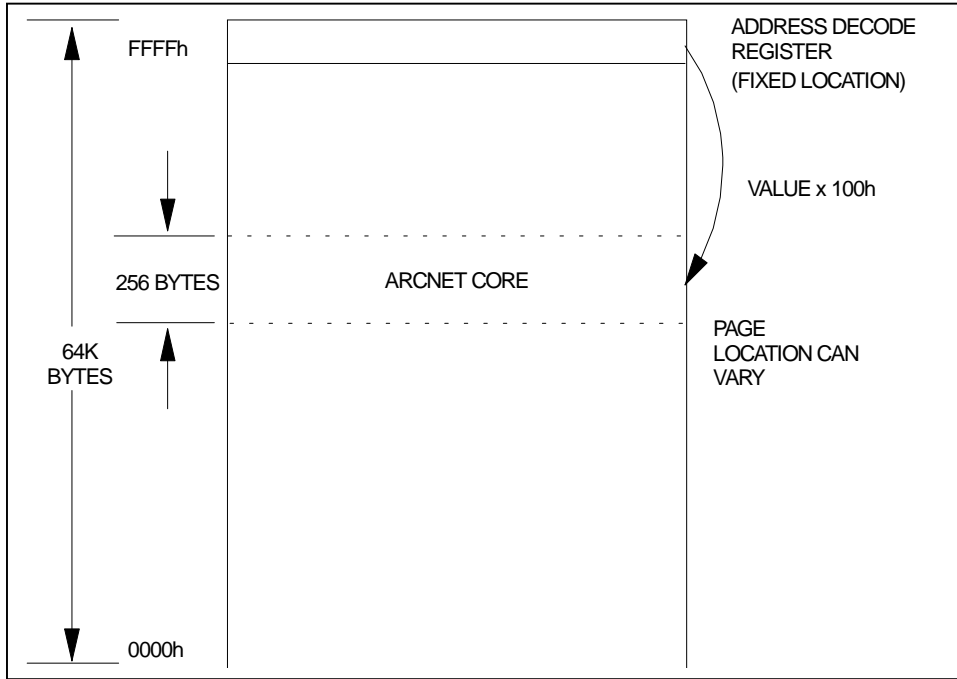 FFFFh
ADDRESS DECODE
REGISTER
(FIXED LOCATION)
VALUE x 100h
256 BYTES
ARCNET CORE
PAGE
LOCATION CAN
VARY
64K
BYTES
0000h